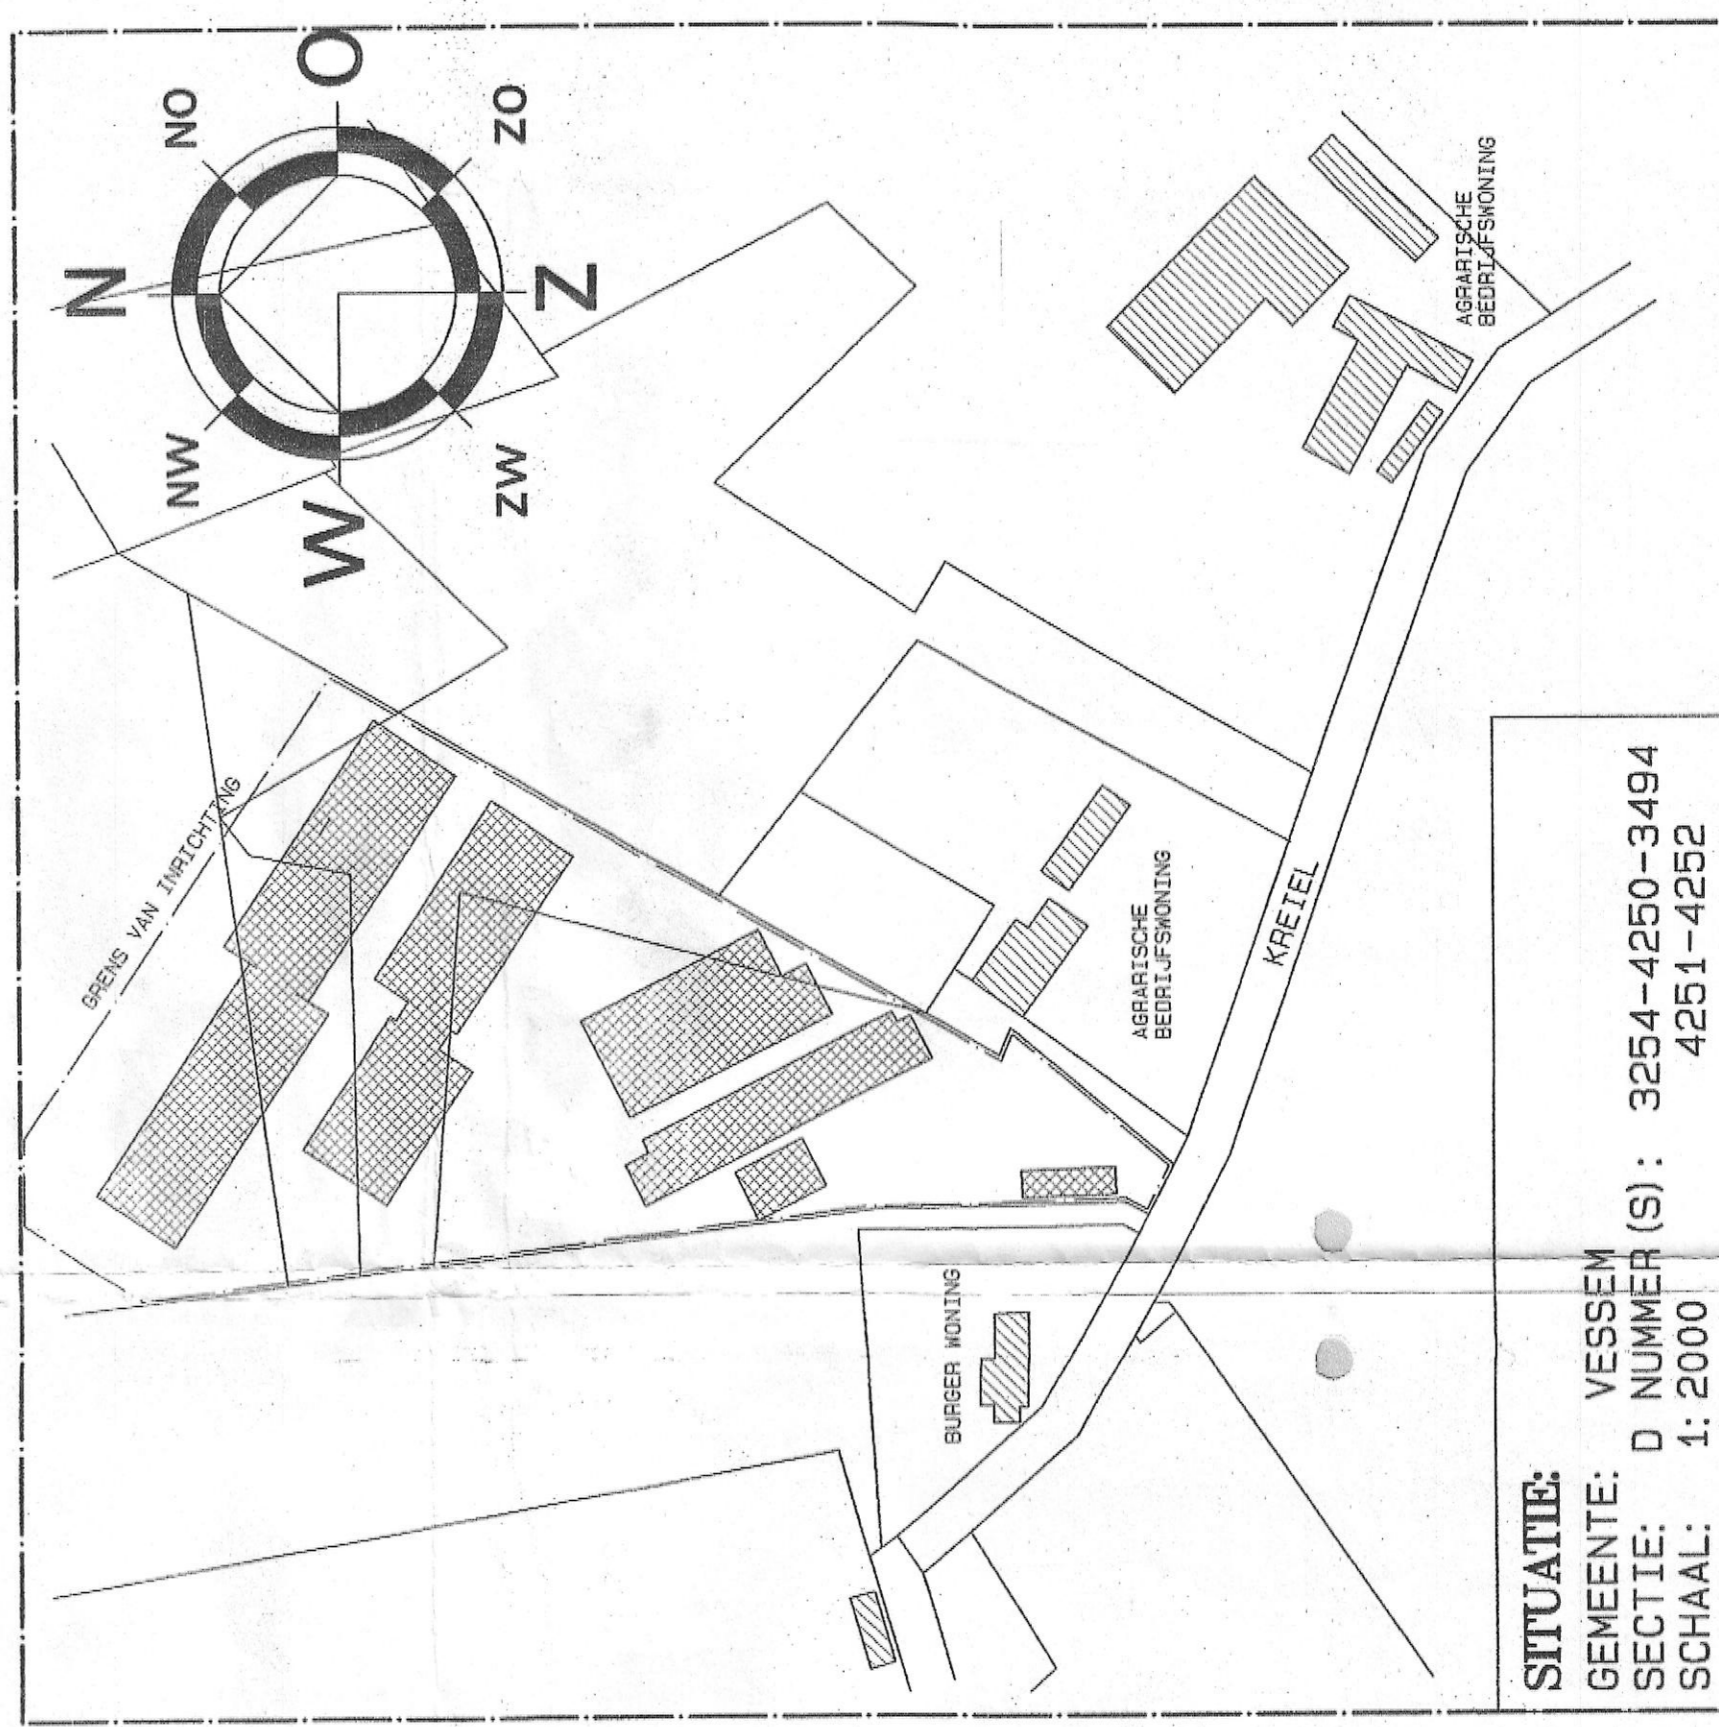 N
NO
O
ZO
Z
ZW
W
NW
GRENS VAN INRICHTING
AGRARISCHE
BEDRIJFSWONING
AGRARISCHE
BEDRIJFSWONING
KREIEL
BURGER WONING
SITUATIE:
GEMEENTE: VESSEM
SECTIE: D NUMMER(S): 3254-4250-3494
4251-4252
SCHAAL: 1:2000